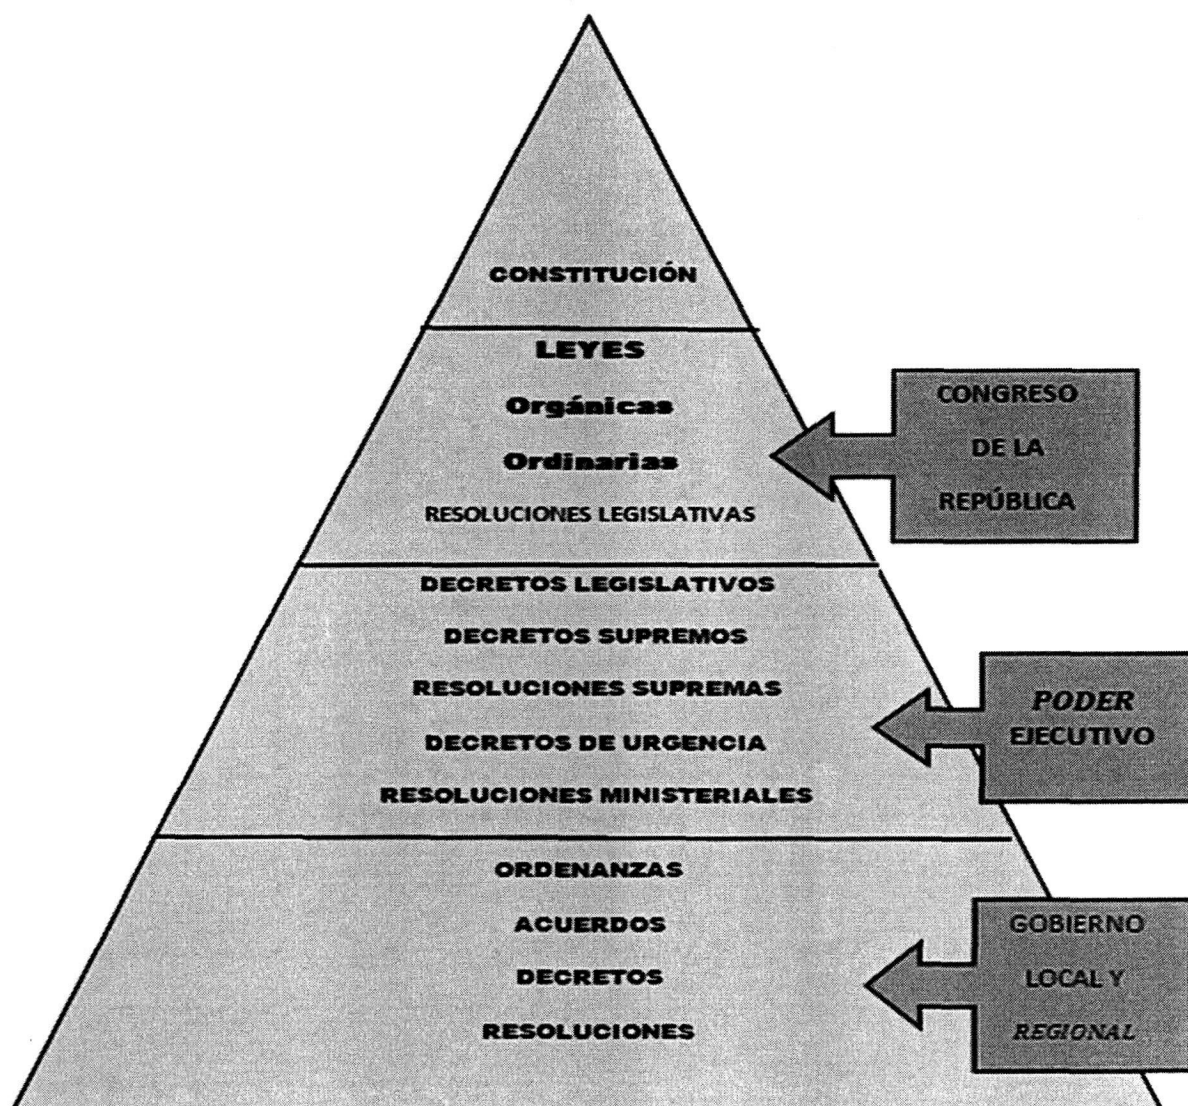 CONSTITUCIÓN
LEYES
Orgánicas
Ordinarias
RESOLUCIONES LEGISLATIVAS
CONGRESO
DE LA
REPÚBLICA
DECRETOS LEGISLATIVOS
DECRETOS SUPREMOS
RESOLUCIONES SUPREMAS
DECRETOS DE URGENCIA
RESOLUCIONES MINISTERIALES
PODER
EJECUTIVO
ORDENANZAS
ACUERDOS
DECRETOS
RESOLUCIONES
GOBIERNO
LOCAL Y
REGIONAL